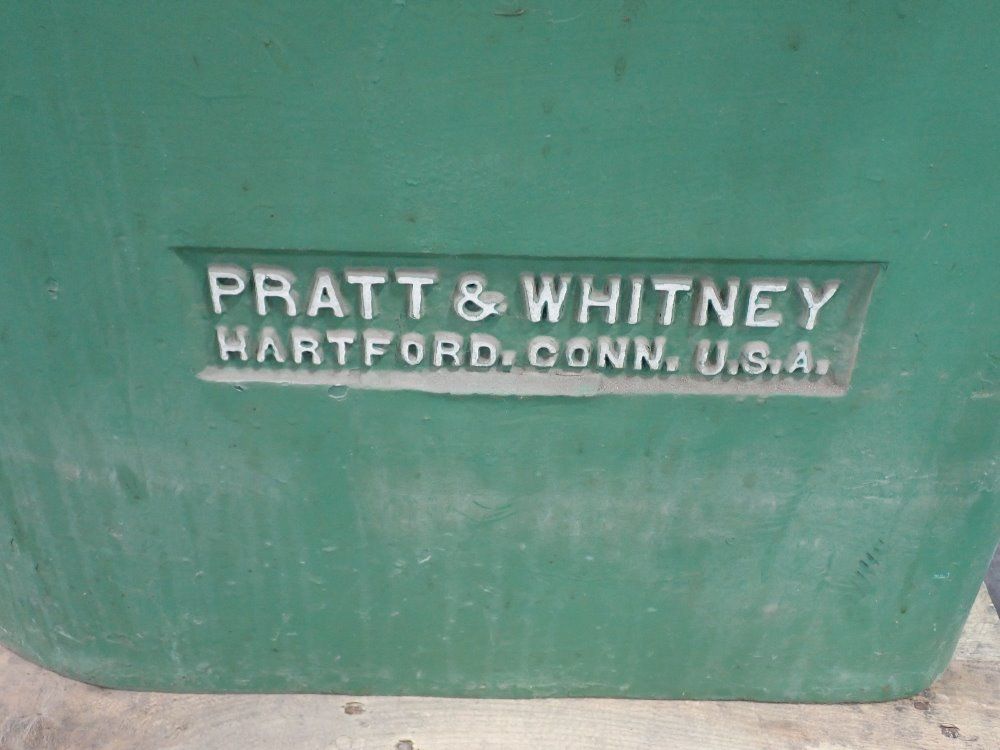 PRATT & WHITNEY
HARTFORD. CONN. U.S.A.